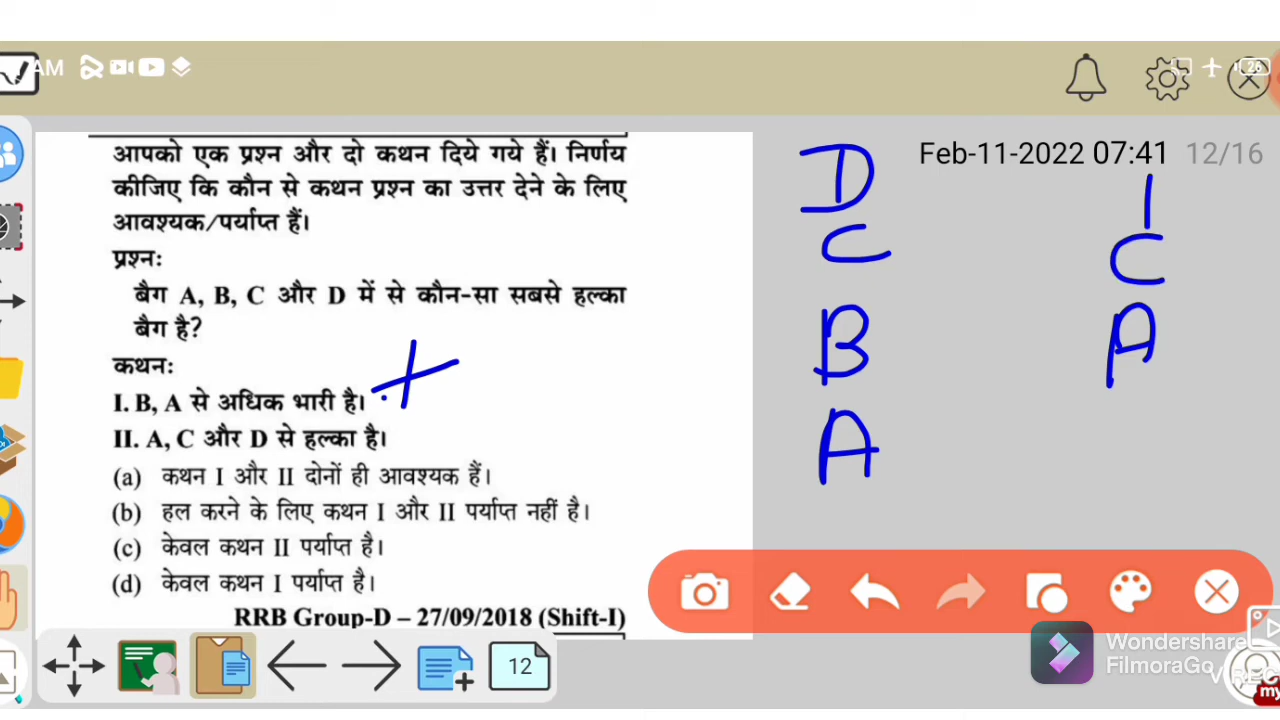 AM
26
Feb-11-2022 07:41 12/16
आपको एक प्रश्न और दो कथन दिये गये हैं। निर्णय
कीजिए कि कौन से कथन प्रश्न का उत्तर देने के लिए
आवश्यक/पर्याप्त हैं।
प्रश्नः
बैग A, B, C और D में से कौन-सा सबसे हल्का
बैग है?
कथनः
I. B, A से अधिक भारी है।
II. A, C और D से हल्का है।
(a) कथन I और II दोनों ही आवश्यक हैं।
(b) हल करने के लिए कथन I और II पर्याप्त नहीं है।
(c) केवल कथन II पर्याप्त है।
(d) केवल कथन I पर्याप्त है।
RRB Group-D – 27/09/2018 (Shift-I)
D
C
B
A
C
A
12
Wondershare
FilmoraGo